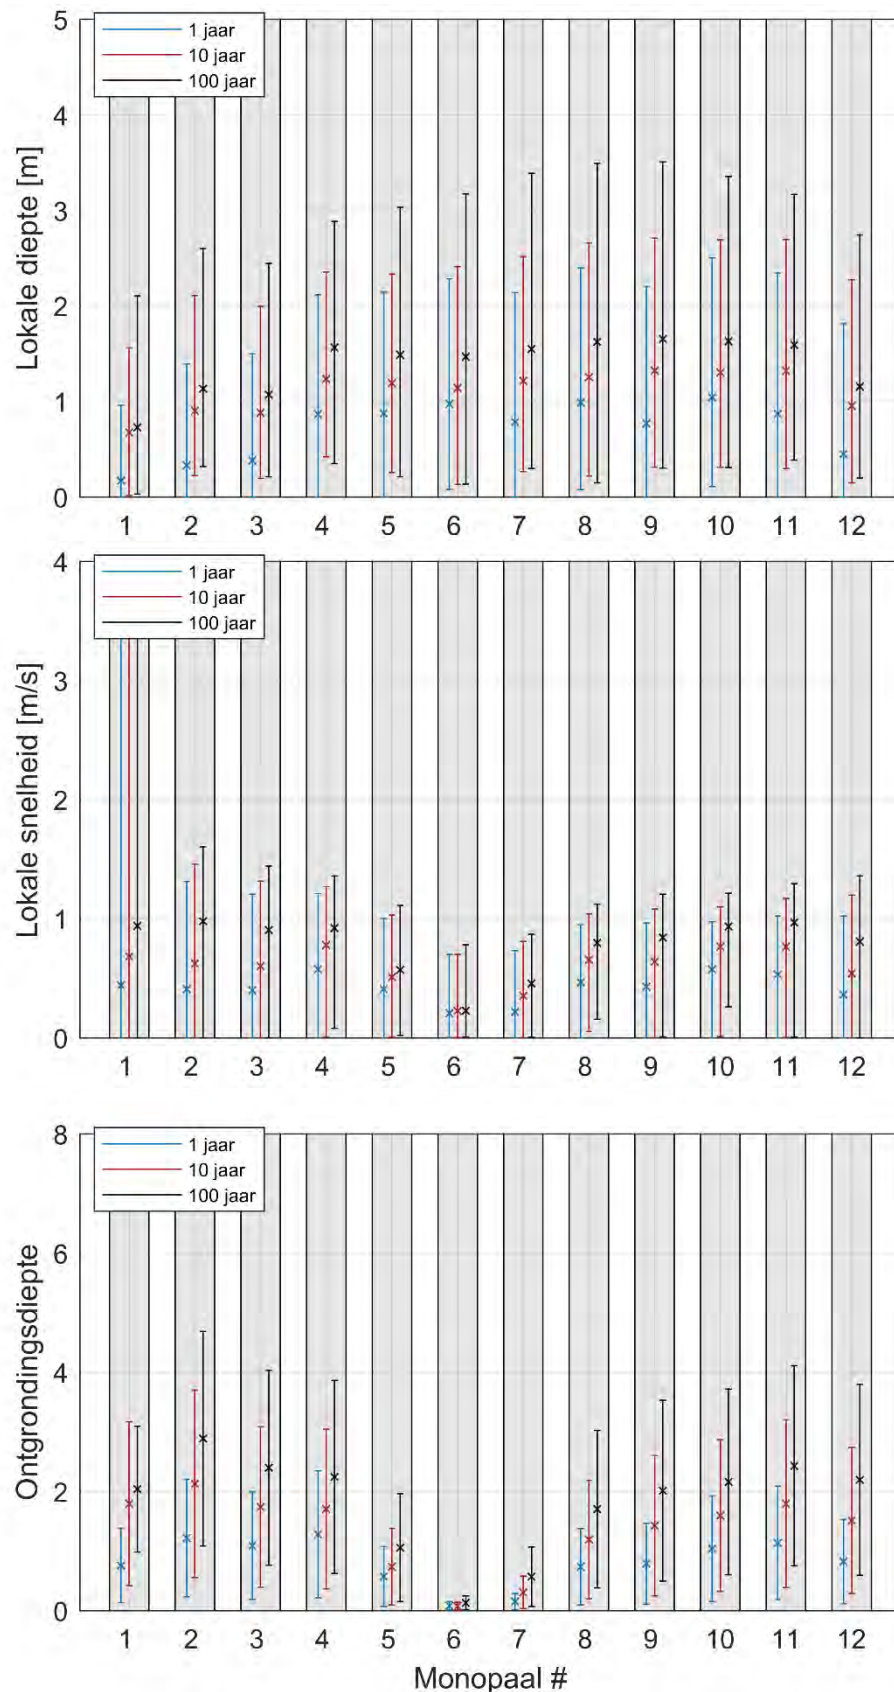 5
1 jaar
10 jaar
100 jaar
4
3
2
1
0
Lokale diepte [m]
1 2 3 4 5 6 7 8 9 10 11 12
4
1 jaar
10 jaar
100 jaar
3
2
1
0
Lokale snelheid [m/s]
1 2 3 4 5 6 7 8 9 10 11 12
8
1 jaar
10 jaar
100 jaar
6
4
2
0
Ontgrondingsdiepte
1 2 3 4 5 6 7 8 9 10 11 12
Monopaal #